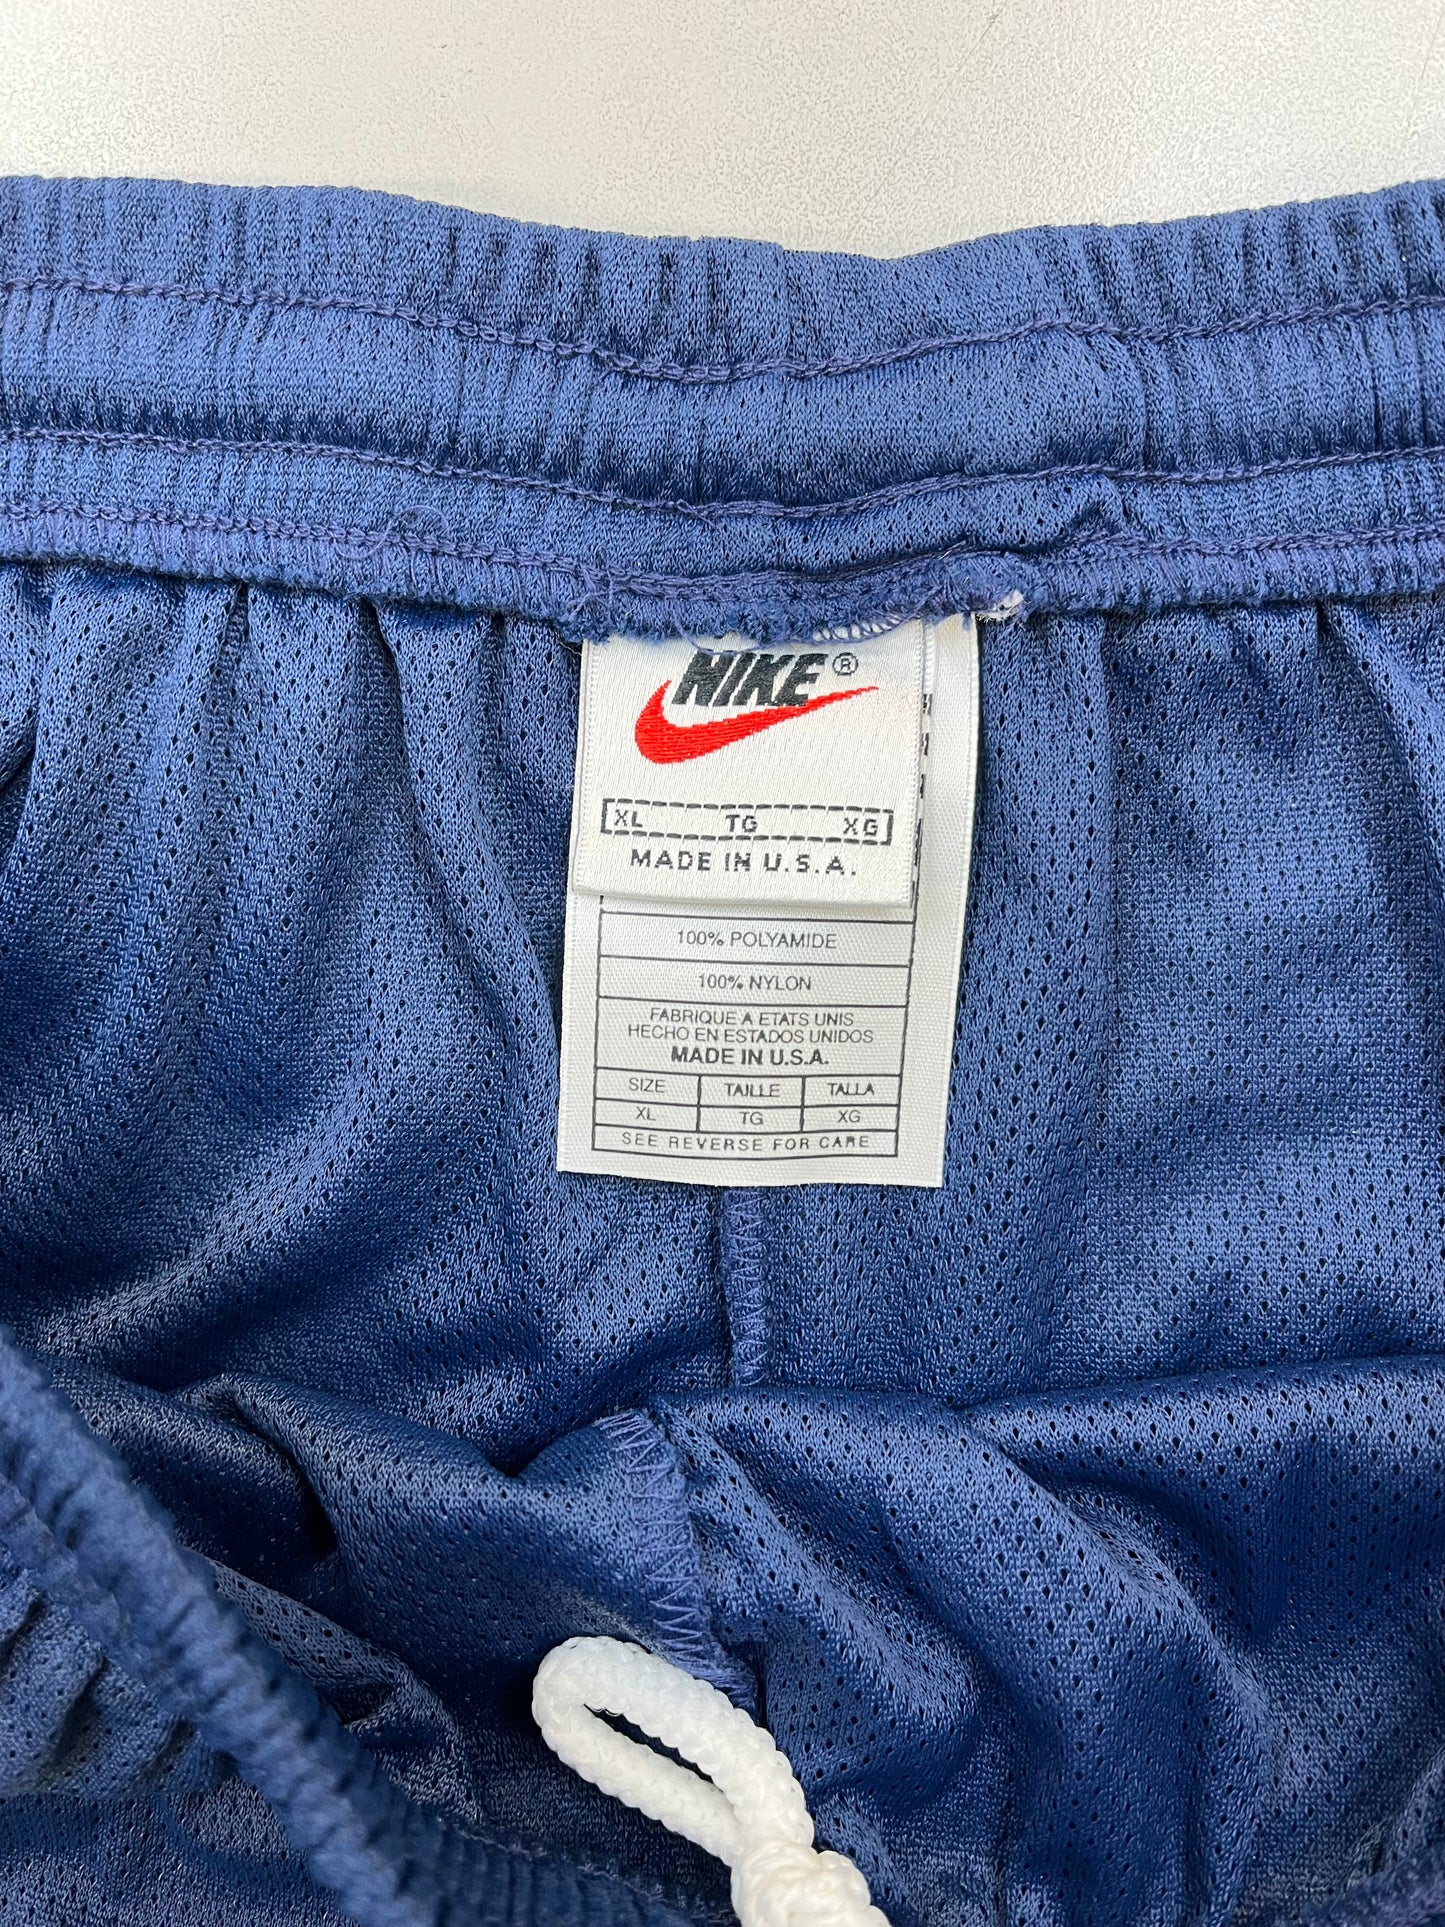 NIKE®
XL TG XG
MADE IN U.S.A.
100% POLYAMIDE
100% NYLON
FABRIQUE A ETATS UNIS
HECHO EN ESTADOS UNIDOS
MADE IN U.S.A.
SIZE TAILLE TALLA
XL TG XG
SEE REVERSE FOR CARE